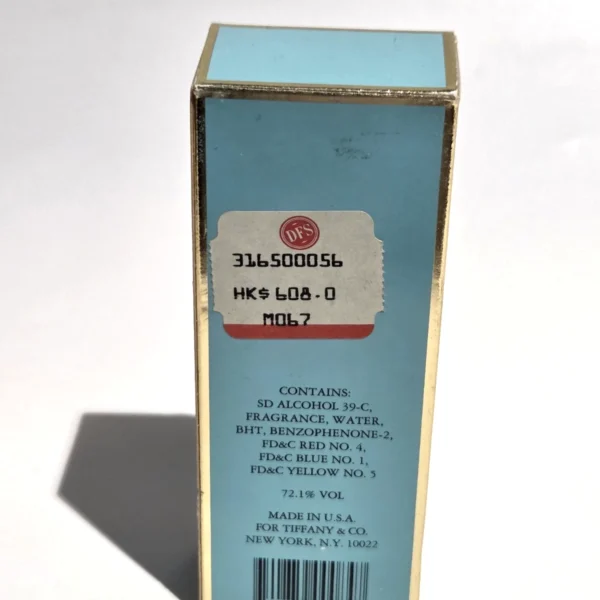 DFS
316500056
HK$ 608.0
M067
CONTAINS:
SD ALCOHOL 39-C,
FRAGRANCE, WATER,
BHT, BENZOPHENONE-2,
FD&C RED NO. 4,
FD&C BLUE NO. 1,
FD&C YELLOW NO. 5
72.1% VOL
MADE IN U.S.A.
FOR TIFFANY & CO.
NEW YORK, N.Y. 10022